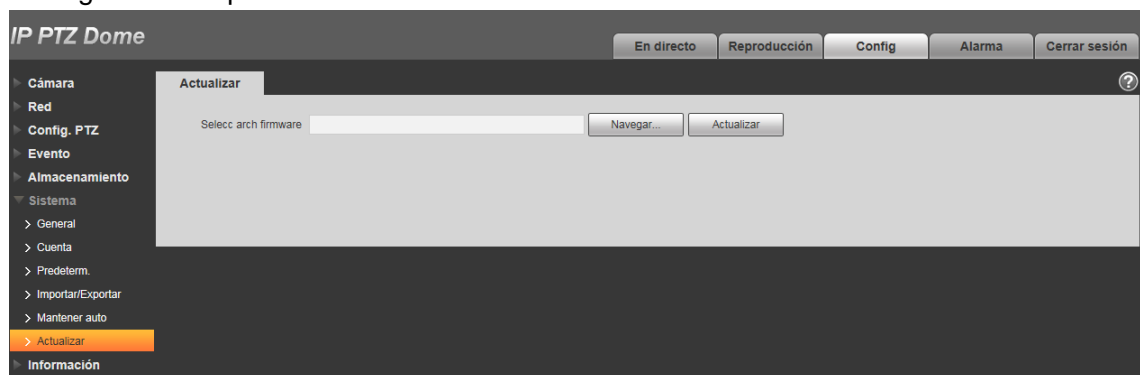 IP PTZ Dome
En directo Reproducción Config Alarma Cerrar sesión
Cámara
Actualizar
?
Red
Selecc arch firmware Navegar... Actualizar
Config. PTZ
Evento
Almacenamiento
Sistema
General
Cuenta
Predeterm.
Importar/Exportar
Mantener auto
Actualizar
Información